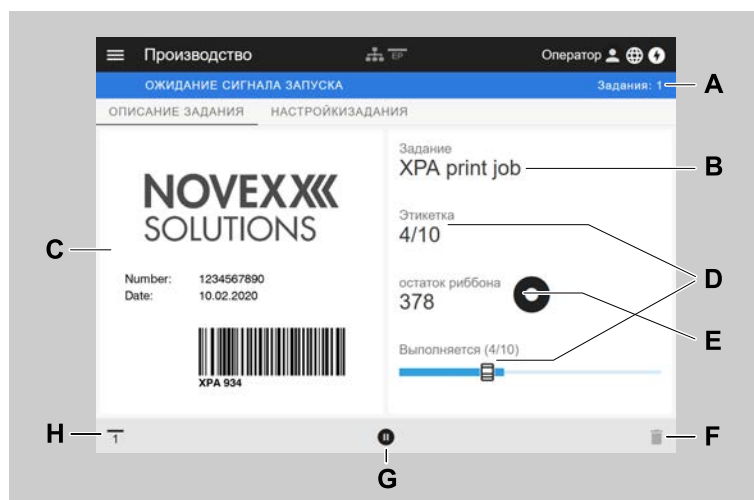 Производство
EP
Оператор
ОЖИДАНИЕ СИГНАЛА ЗАПУСКА
Задания: 1
A
ОПИСАНИЕ ЗАДАНИЯ
НАСТРОЙКИЗАДАНИЯ
Задание
XPA print job
B
NOVEXX
SOLUTIONS
Этикетка
4/10
C
D
Number: 1234567890
Date: 10.02.2020
остаток риббона
378
E
Выполняется (4/10)
XPA 934
H
1
G
F